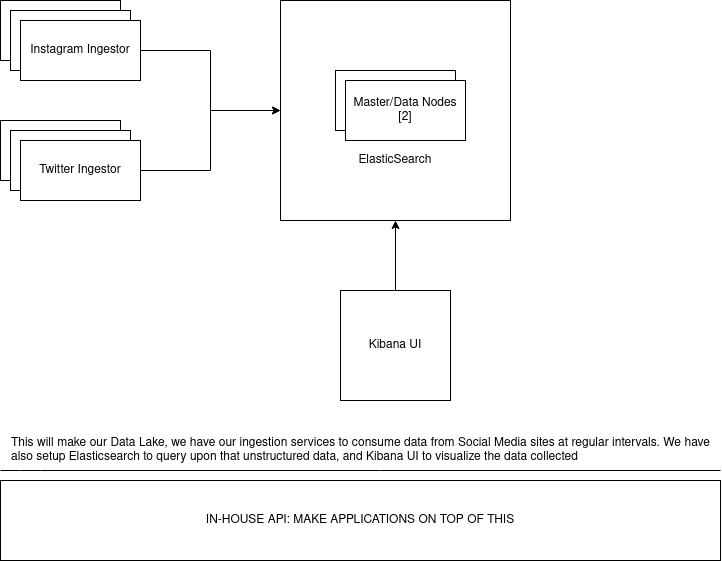 Instagram Ingestor
Twitter Ingestor
Master/Data Nodes
[2]
ElasticSearch
Kibana UI
This will make our Data Lake, we have our ingestion services to consume data from Social Media sites at regular intervals. We have
also setup Elasticsearch to query upon that unstructured data, and Kibana UI to visualize the data collected
IN-HOUSE API: MAKE APPLICATIONS ON TOP OF THIS